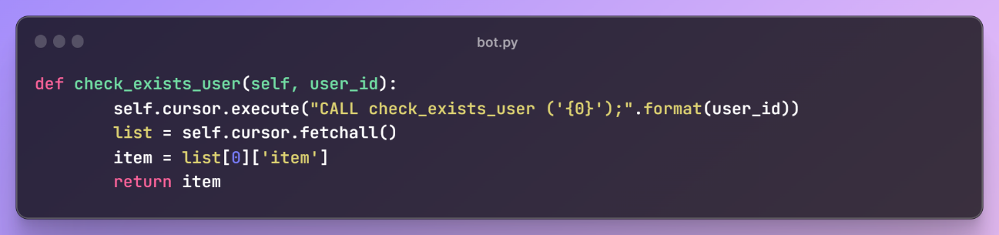 bot.py
def check_exists_user(self, user_id):
        self.cursor.execute("CALL check_exists_user ('{0}');".format(user_id))
        list = self.cursor.fetchall()
        item = list[0]['item']
        return item